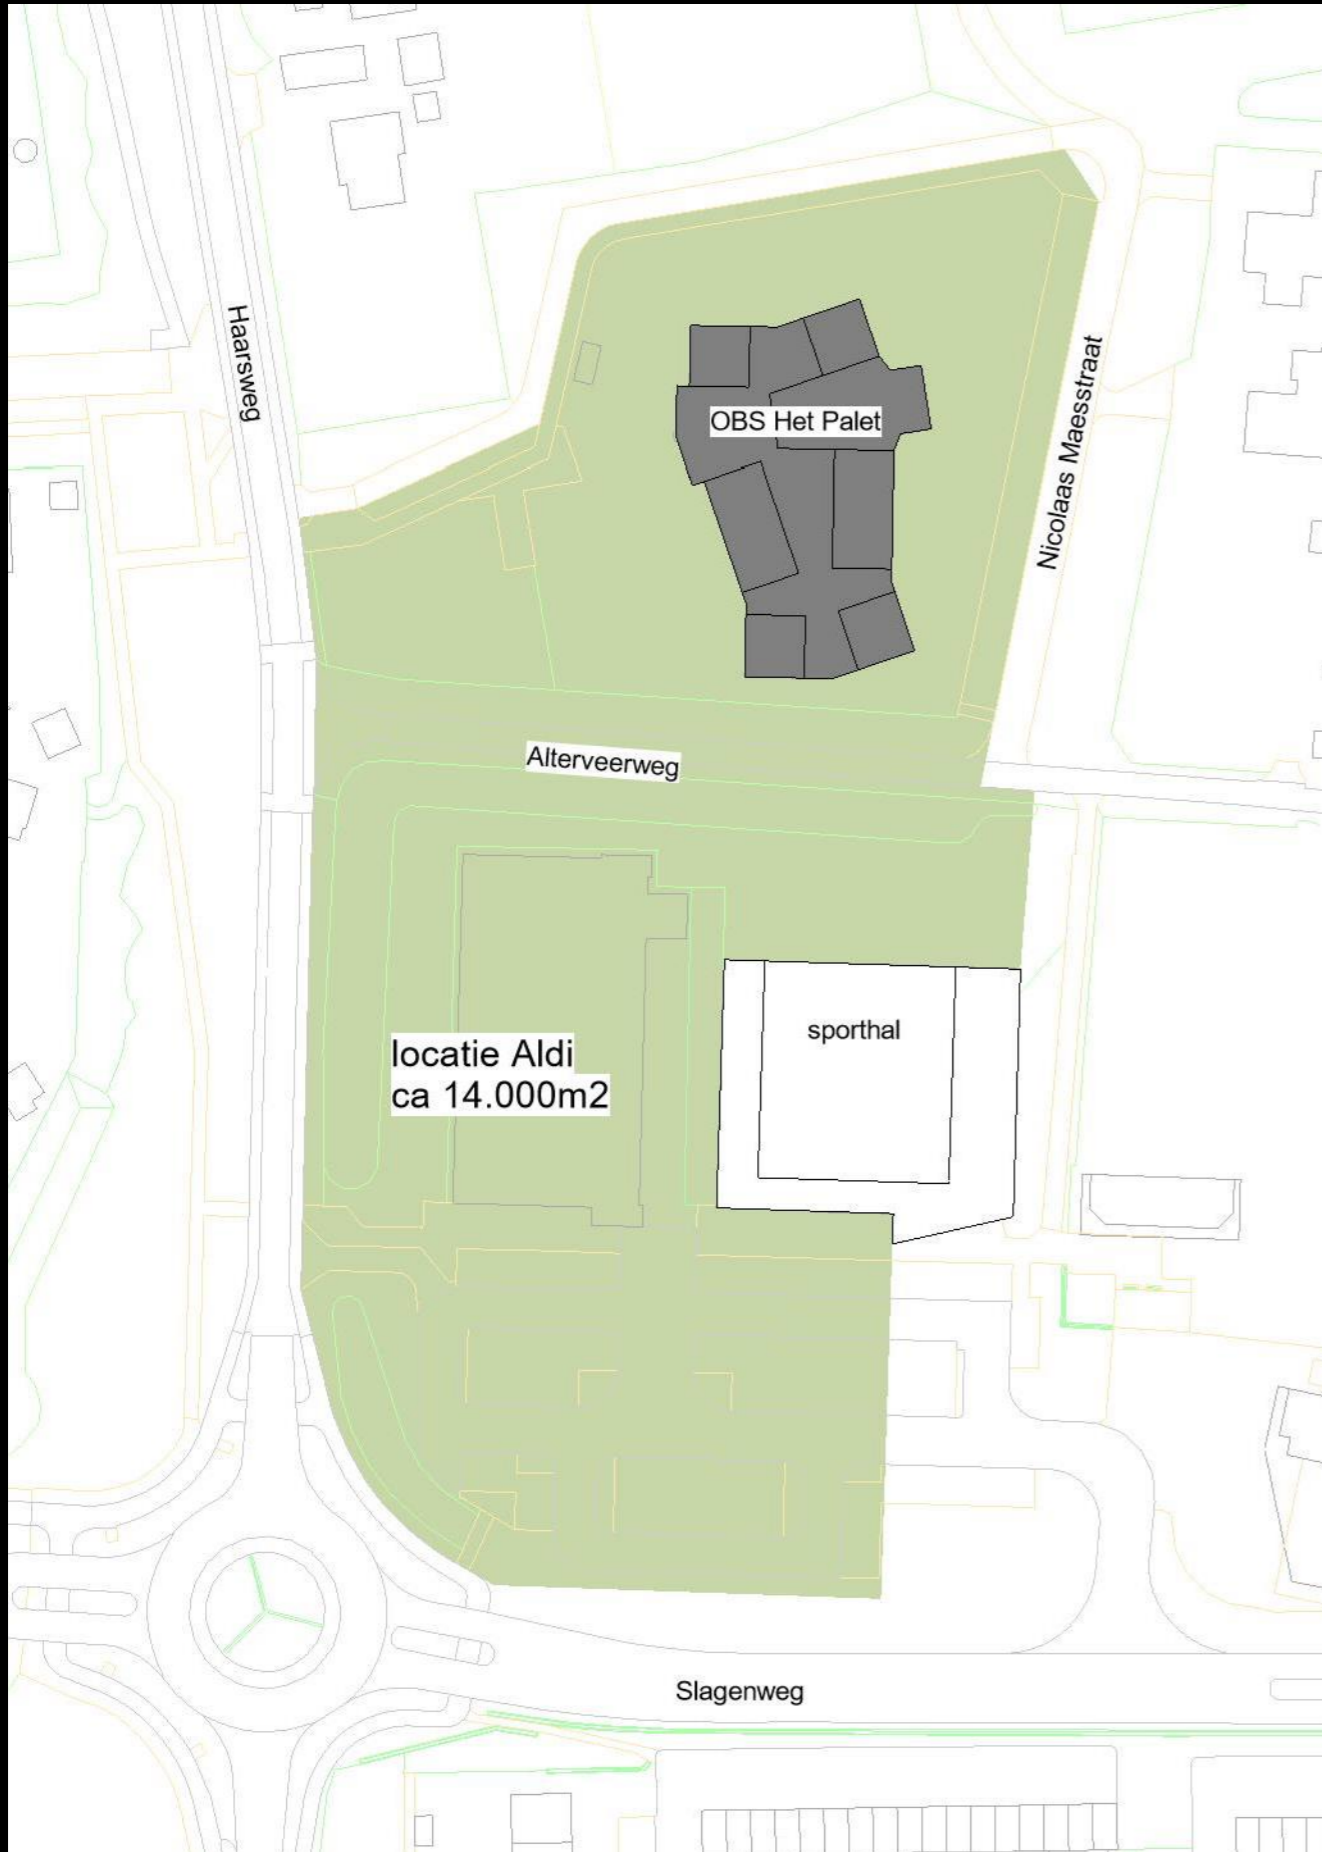 Haarsweg
OBS Het Palet
Nicolaas Maesstraat
Alterveerweg
locatie Aldi
ca 14.000m2
sporthal
Slagenweg